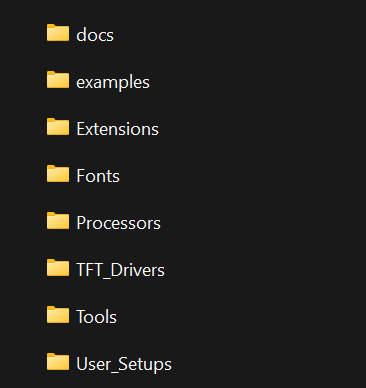 docs
examples
Extensions
Fonts
Processors
TFT_Drivers
Tools
User_Setups